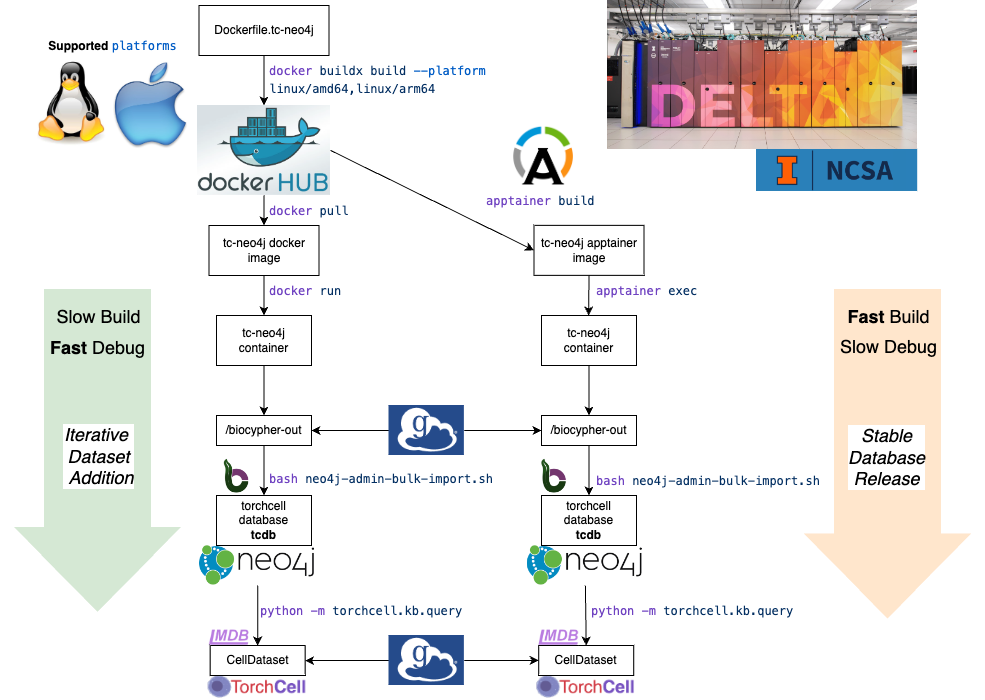 Dockerfile.tc-neo4j
Supported platforms
docker buildx build --platform
linux/amd64,linux/arm64
DELTA
docker HUB
I NCSA
A
apptainer build
docker pull
tc-neo4j docker
image
tc-neo4j apptainer
image
docker run
apptainer exec
Slow Build
Fast Debug
Iterative
Dataset
Addition
tc-neo4j
container
tc-neo4j
container
Fast Build
Slow Debug
Stable
Database
Release
/biocypher-out
g
/biocypher-out
bash neo4j-admin-bulk-import.sh
bash neo4j-admin-bulk-import.sh
torchcell
database
tcdb
torchcell
database
tcdb
neo4j
neo4j
python -m torchcell.kb.query
python -m torchcell.kb.query
LMDB
LMDB
CellDataset
g
CellDataset
TorchCell
TorchCell